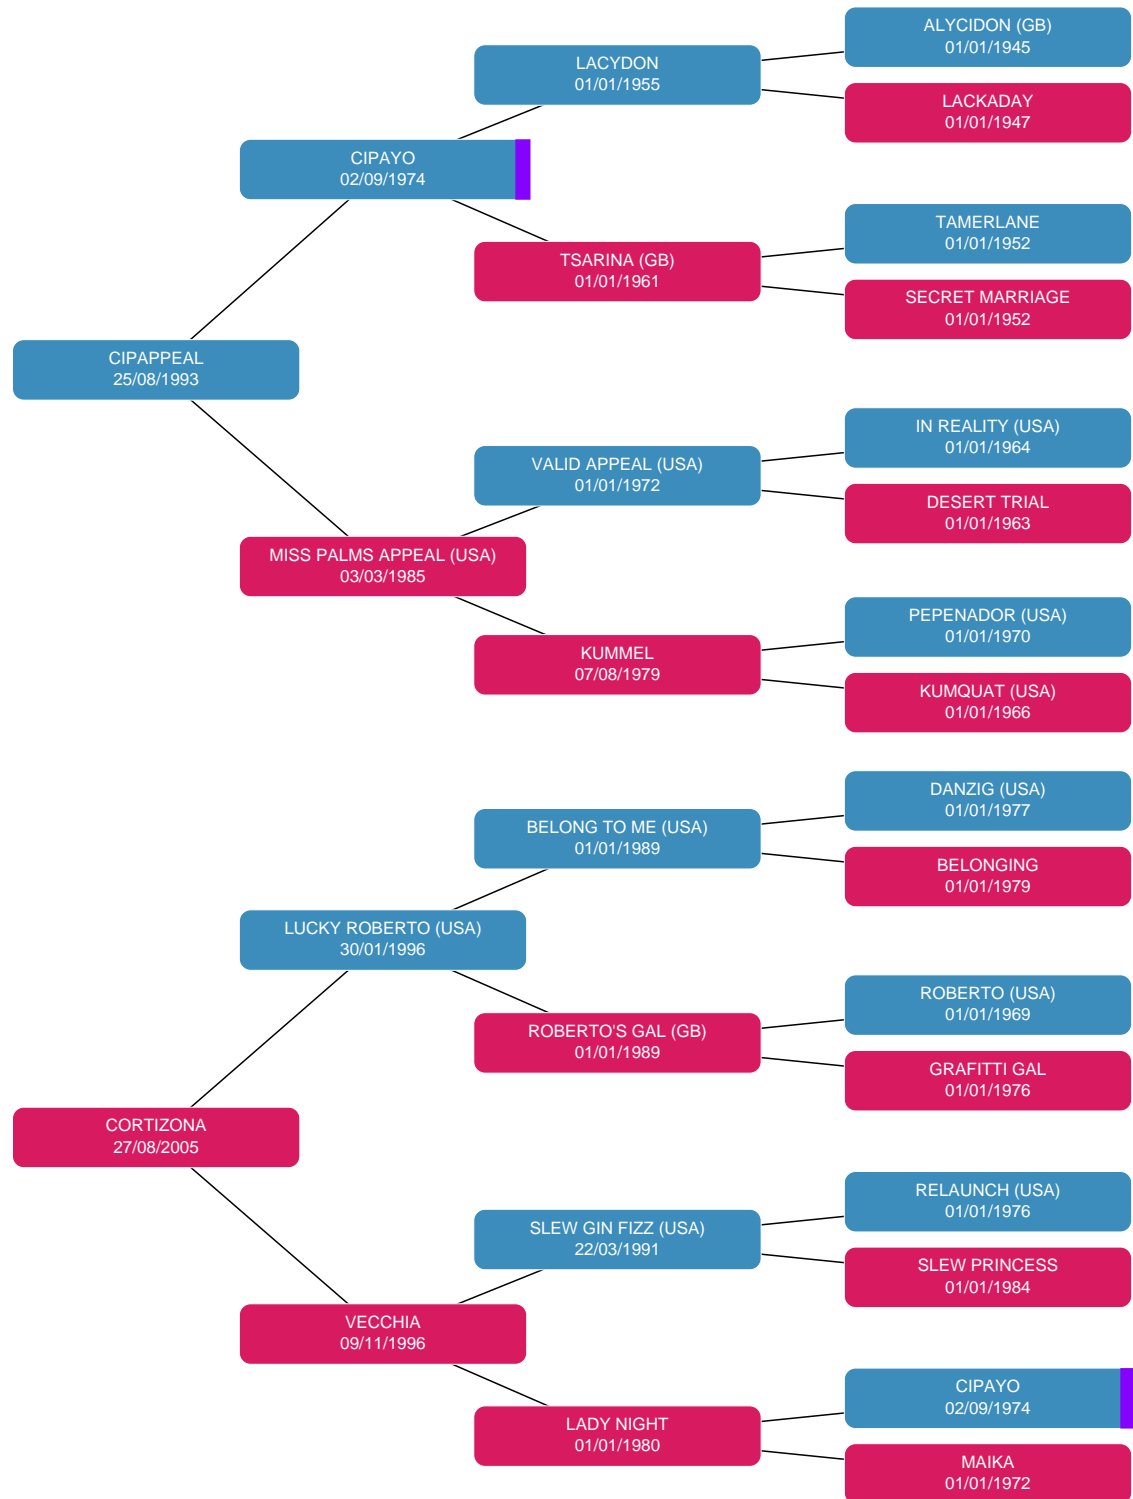 ALYCIDON (GB)
01/01/1945
LACYDON
01/01/1955
LACKADAY
01/01/1947
CIPAYO
02/09/1974
TAMERLANE
01/01/1952
TSARINA (GB)
01/01/1961
SECRET MARRIAGE
01/01/1952
CIPAPPEAL
25/08/1993
IN REALITY (USA)
01/01/1964
VALID APPEAL (USA)
01/01/1972
DESERT TRIAL
01/01/1963
MISS PALMS APPEAL (USA)
03/03/1985
PEPENADOR (USA)
01/01/1970
KUMMEL
07/08/1979
KUMQUAT (USA)
01/01/1966
DANZIG (USA)
01/01/1977
BELONG TO ME (USA)
01/01/1989
BELONGING
01/01/1979
LUCKY ROBERTO (USA)
30/01/1996
ROBERTO (USA)
01/01/1969
ROBERTO'S GAL (GB)
01/01/1989
GRAFITTI GAL
01/01/1976
CORTIZONA
27/08/2005
RELAUNCH (USA)
01/01/1976
SLEW GIN FIZZ (USA)
22/03/1991
SLEW PRINCESS
01/01/1984
VECCHIA
09/11/1996
CIPAYO
02/09/1974
LADY NIGHT
01/01/1980
MAIKA
01/01/1972